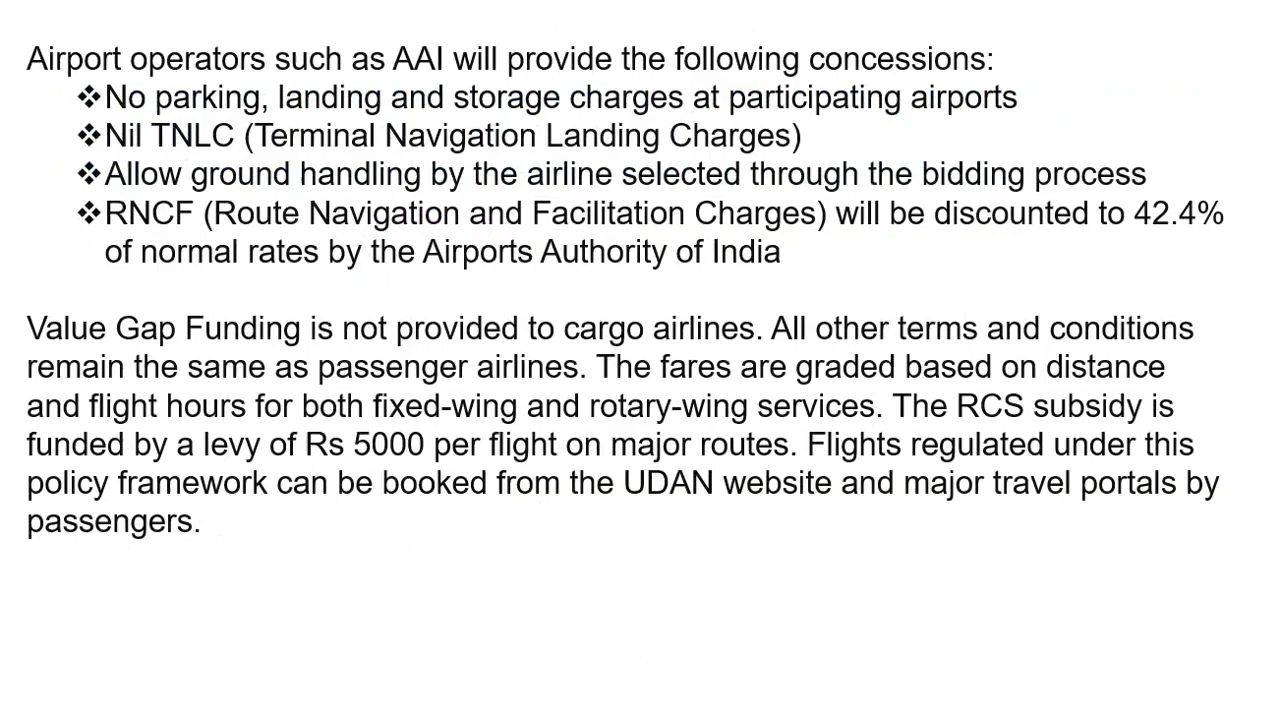 Airport operators such as AAI will provide the following concessions:
❖No parking, landing and storage charges at participating airports
❖Nil TNLC (Terminal Navigation Landing Charges)
❖Allow ground handling by the airline selected through the bidding process
❖RNCF (Route Navigation and Facilitation Charges) will be discounted to 42.4%
of normal rates by the Airports Authority of India
Value Gap Funding is not provided to cargo airlines. All other terms and conditions
remain the same as passenger airlines. The fares are graded based on distance
and flight hours for both fixed-wing and rotary-wing services. The RCS subsidy is
funded by a levy of Rs 5000 per flight on major routes. Flights regulated under this
policy framework can be booked from the UDAN website and major travel portals by
passengers.